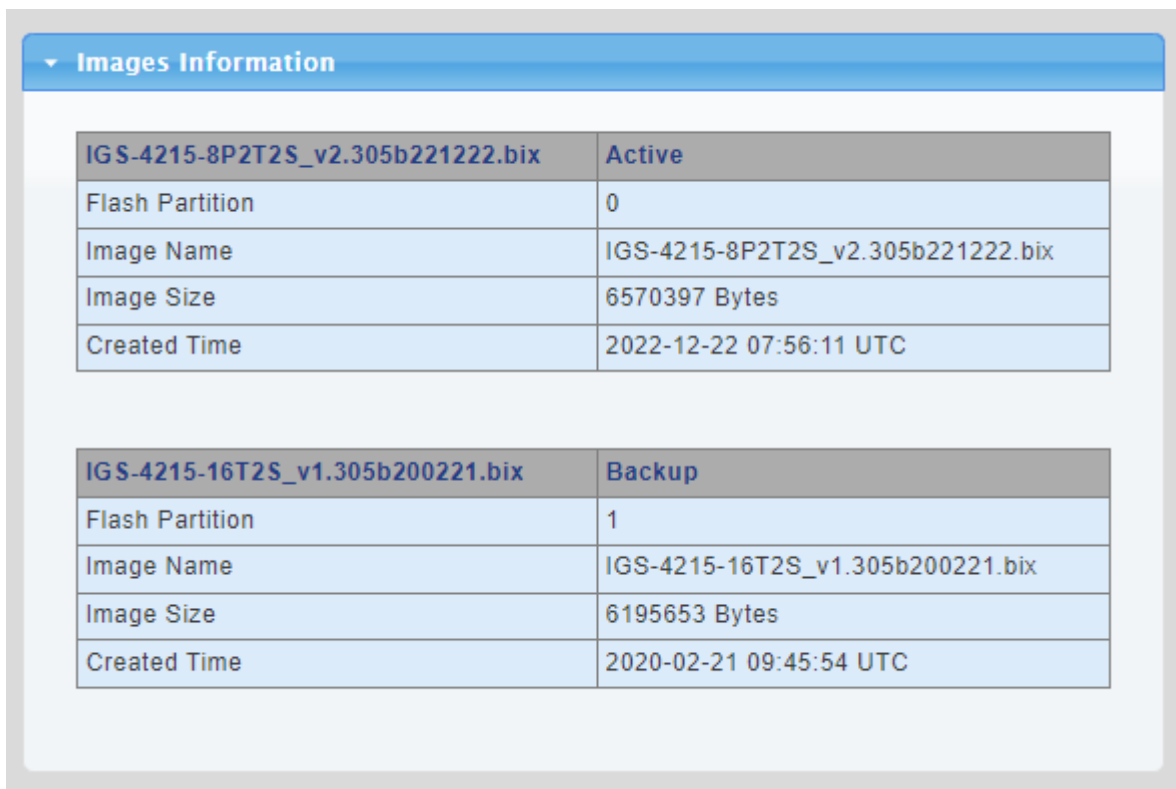 Images Information
IGS-4215-8P2T2S_v2.305b221222.bix Active
Flash Partition 0
Image Name IGS-4215-8P2T2S_v2.305b221222.bix
Image Size 6570397 Bytes
Created Time 2022-12-22 07:56:11 UTC
IGS-4215-16T2S_v1.305b200221.bix Backup
Flash Partition 1
Image Name IGS-4215-16T2S_v1.305b200221.bix
Image Size 6195653 Bytes
Created Time 2020-02-21 09:45:54 UTC